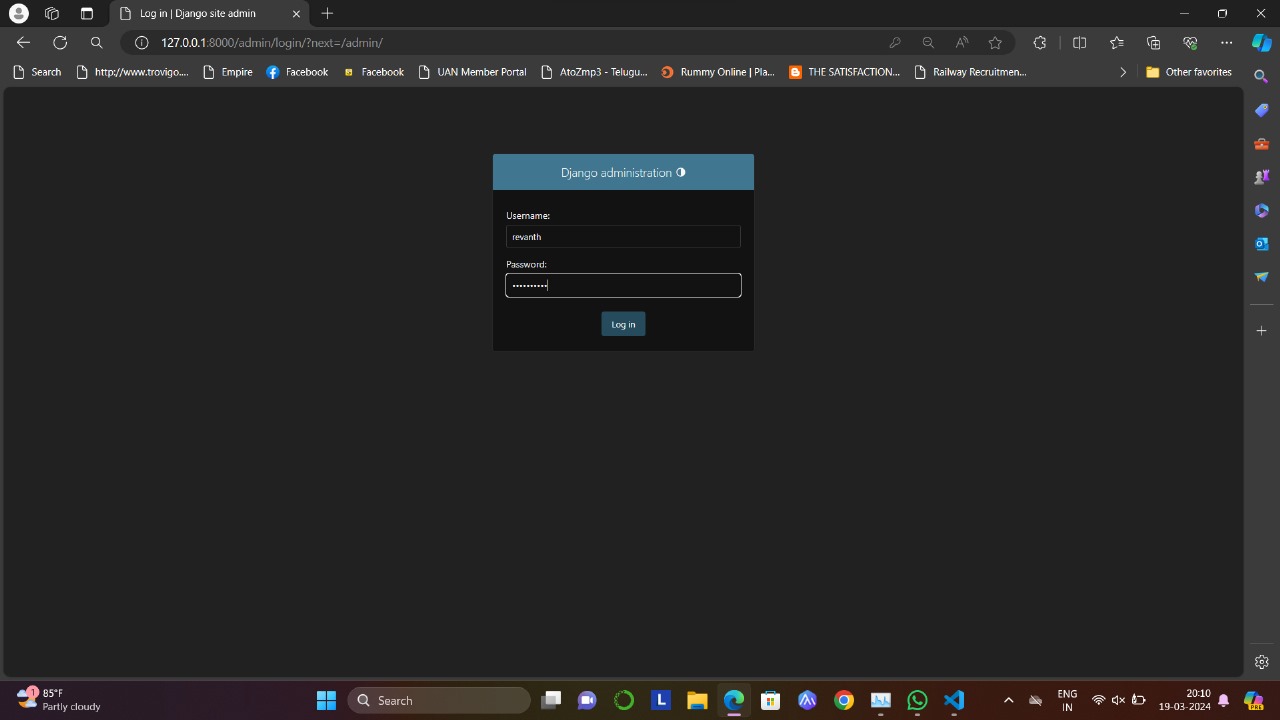 Log in | Django site admin
127.0.0.1:8000/admin/login/?next=/admin/
Search http://www.trovigo.... Empire Facebook Facebook UAN Member Portal AtoZmp3 - Telugu... Rummy Online | Pla... THE SATISFACTION... Railway Recruitmen... Other favorites
Django administration
Username:
revanth
Password:
••••••••••
Log in
1 85°F
Partly cloudy
Search
L
PRE
ENG
IN
20:10
19-03-2024